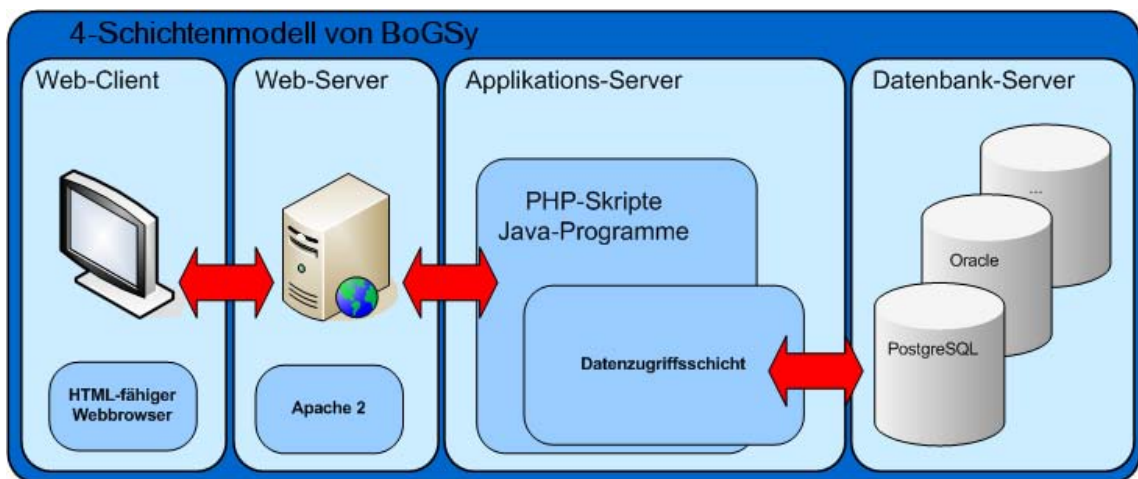 4-Schichtenmodell von BoGSy
Web-Client
Web-Server
Applikations-Server
Datenbank-Server
PHP-Skripte
Java-Programme
...
Oracle
Datenzugriffsschicht
PostgreSQL
HTML-fähiger
Webbrowser
Apache 2